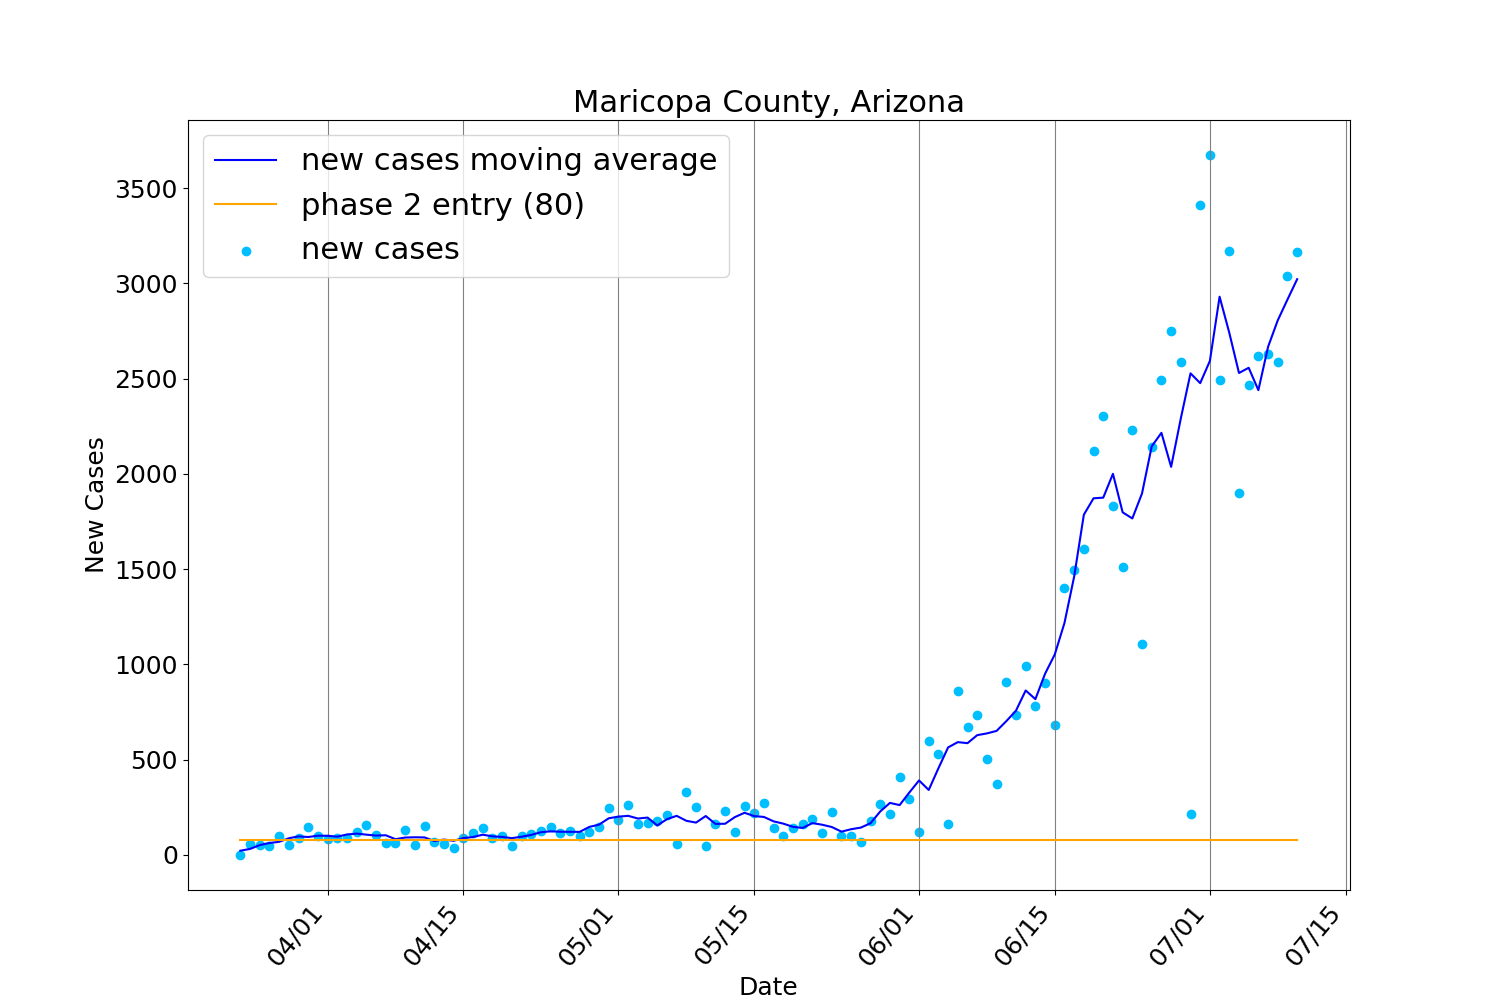 Maricopa County, Arizona
new cases moving average
phase 2 entry (80)
new cases
3500
3000
2500
2000
1500
1000
500
0
New Cases
04/01
04/15
05/01
05/15
06/01
06/15
07/01
07/15
Date